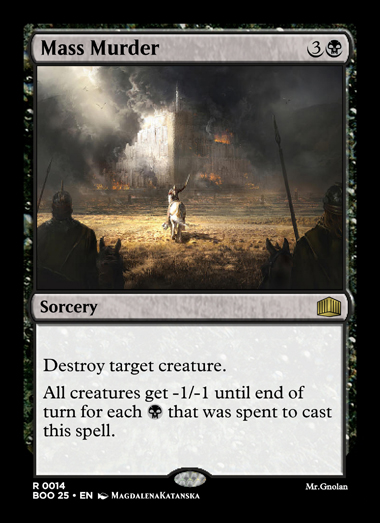 Mass Murder 3
Sorcery
Destroy target creature.
All creatures get -1/-1 until end of
turn for each that was spent to cast
this spell.
R 0014 Mr.Gnolan
BOO 25 • EN MagdalenaKatanska